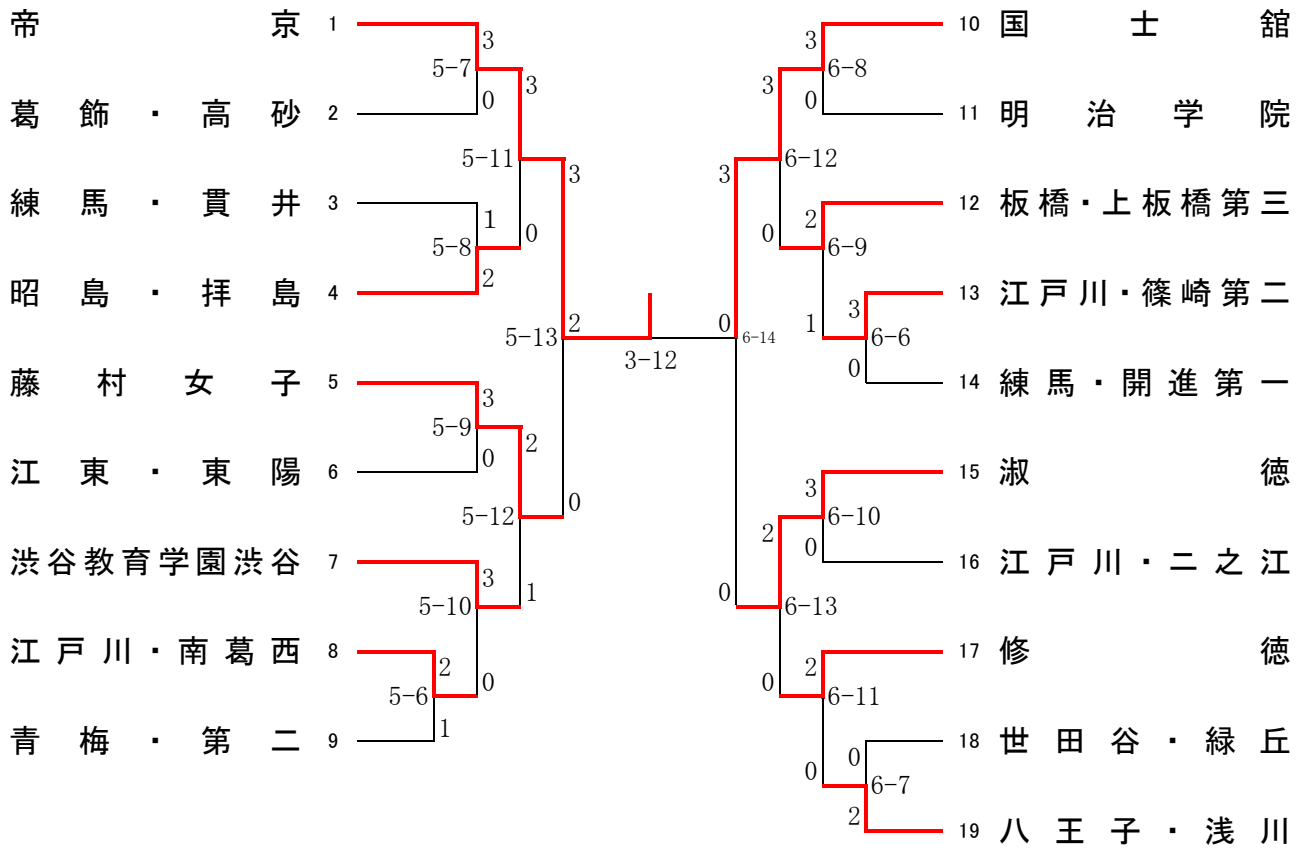 帝京 1
3
5-7
0
3
葛飾・高砂 2
5-11
3
練馬・貫井 3
1
5-8
0
2
昭島・拝島 4
5-13
2
藤村女子 5
3
5-9
0
2
江東・東陽 6
5-12
0
渋谷教育学園渋谷 7
3
5-10
1
江戸川・南葛西 8
2
5-6
0
1
青梅・第二 9
3-12
10 国士舘
3
6-8
0
3
11 明治学院
6-12
3
12 板橋・上板橋第三
2
6-9
0
13 江戸川・篠崎第二
3
6-6
1
0
14 練馬・開進第一
0
6-14
15 淑徳
3
6-10
0
2
16 江戸川・二之江
6-13
0
17 修徳
2
6-11
0
18 世田谷・緑丘
0
6-7
0
2
19 八王子・浅川